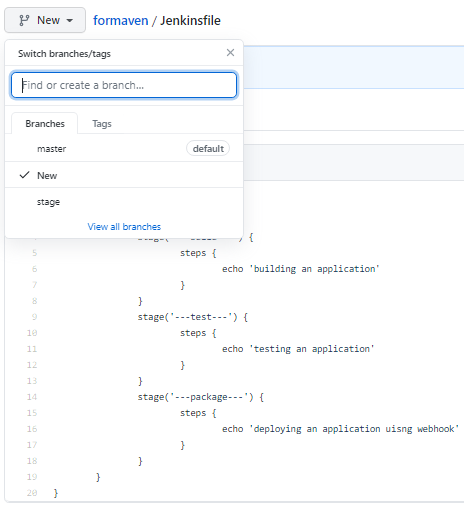 New
formaven / Jenkinsfile
Switch branches/tags
Find or create a branch...
Branches Tags
master default
New
stage
View all branches
5 steps {
6 echo 'building an application'
7 }
8 }
9 stage('---test---') {
10 steps {
11 echo 'testing an application'
12 }
13 }
14 stage('---package---') {
15 steps {
16 echo 'deploying an application uisng webhook'
17 }
18 }
19 }
20 }